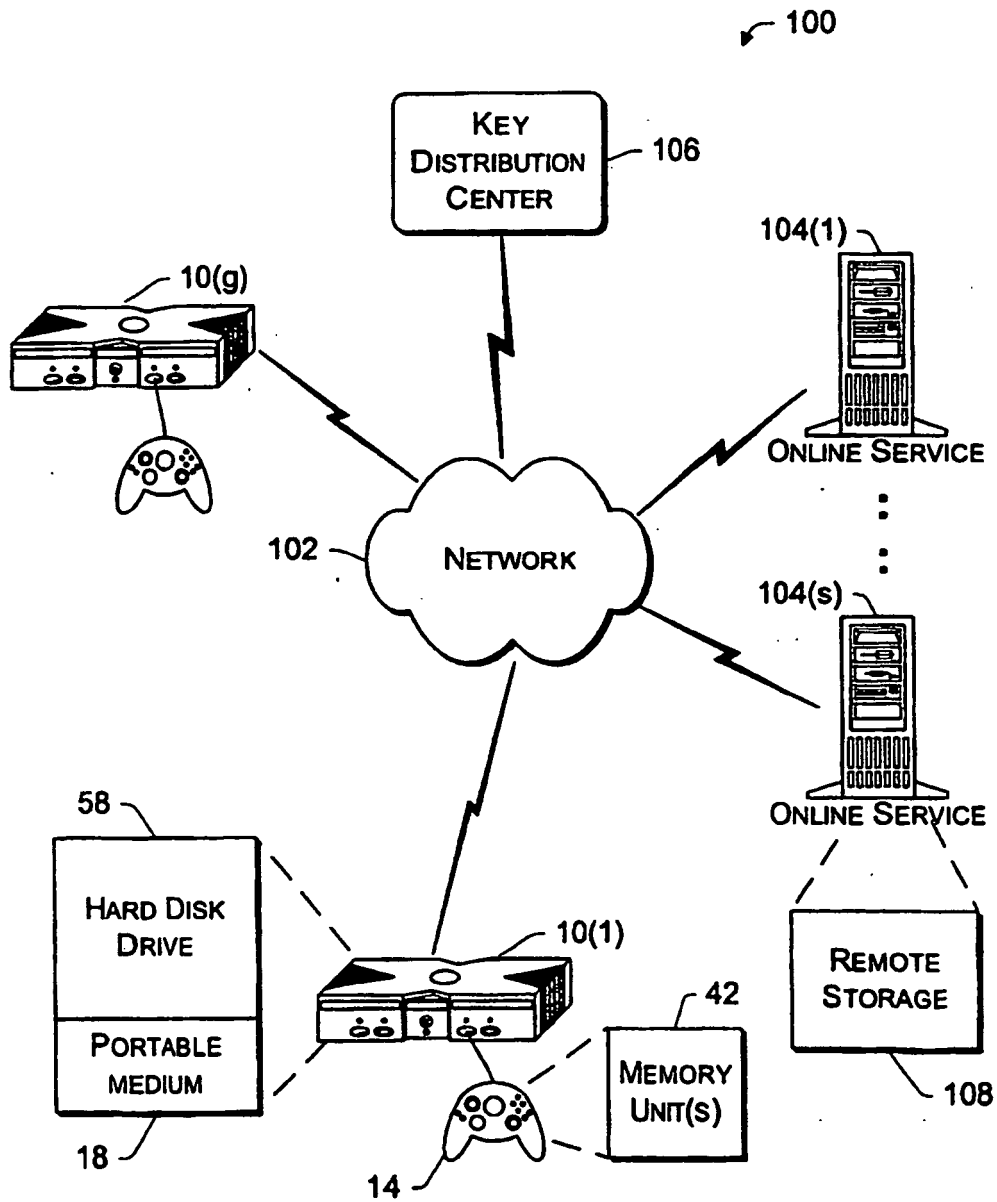 100
KEY
DISTRIBUTION
CENTER
106
104(1)
10(g)
ONLINE SERVICE
102
NETWORK
104(s)
ONLINE SERVICE
58
HARD DISK
DRIVE
10(1)
42
REMOTE
STORAGE
PORTABLE
MEDIUM
MEMORY
UNIT(S)
108
18
14